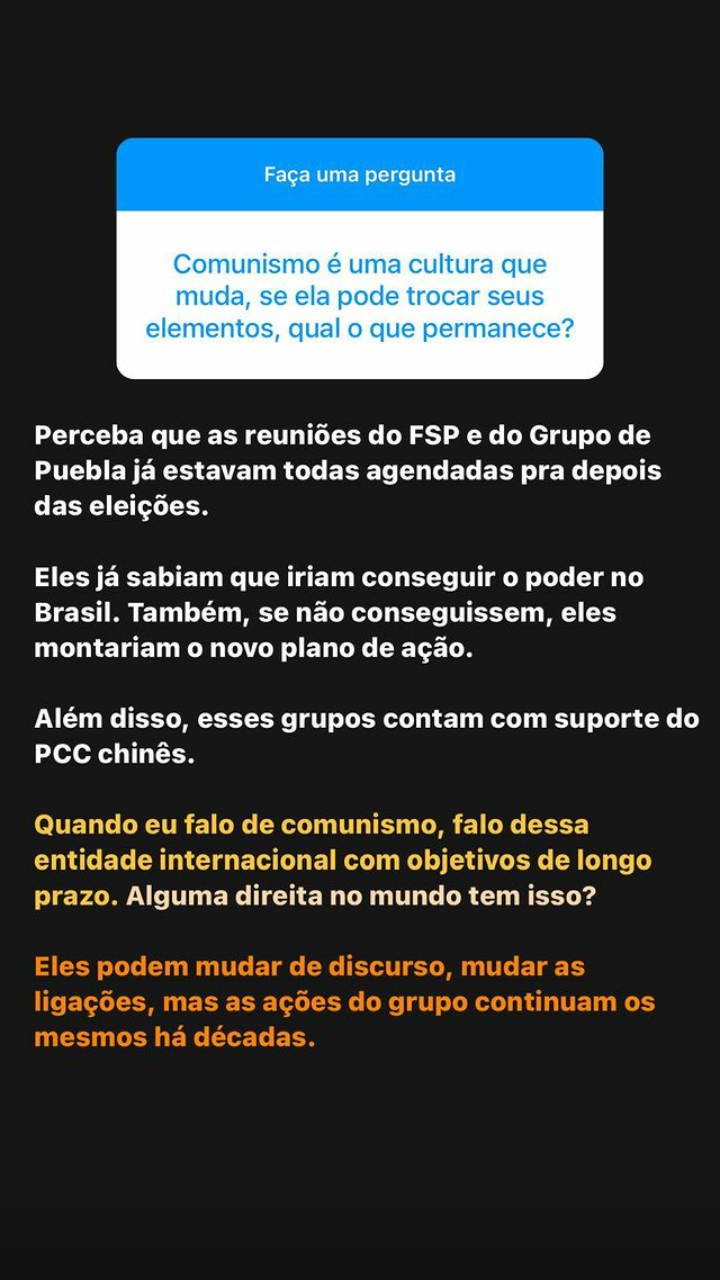 Faça uma pergunta
Comunismo é uma cultura que
muda, se ela pode trocar seus
elementos, qual o que permanece?
Perceba que as reuniões do FSP e do Grupo de
Puebla já estavam todas agendadas pra depois
das eleições.
Eles já sabiam que iriam conseguir o poder no
Brasil. Também, se não conseguissem, eles
montariam o novo plano de ação.
Além disso, esses grupos contam com suporte do
PCC chinês.
Quando eu falo de comunismo, falo dessa
entidade internacional com objetivos de longo
prazo. Alguma direita no mundo tem isso?
Eles podem mudar de discurso, mudar as
ligações, mas as ações do grupo continuam os
mesmos há décadas.